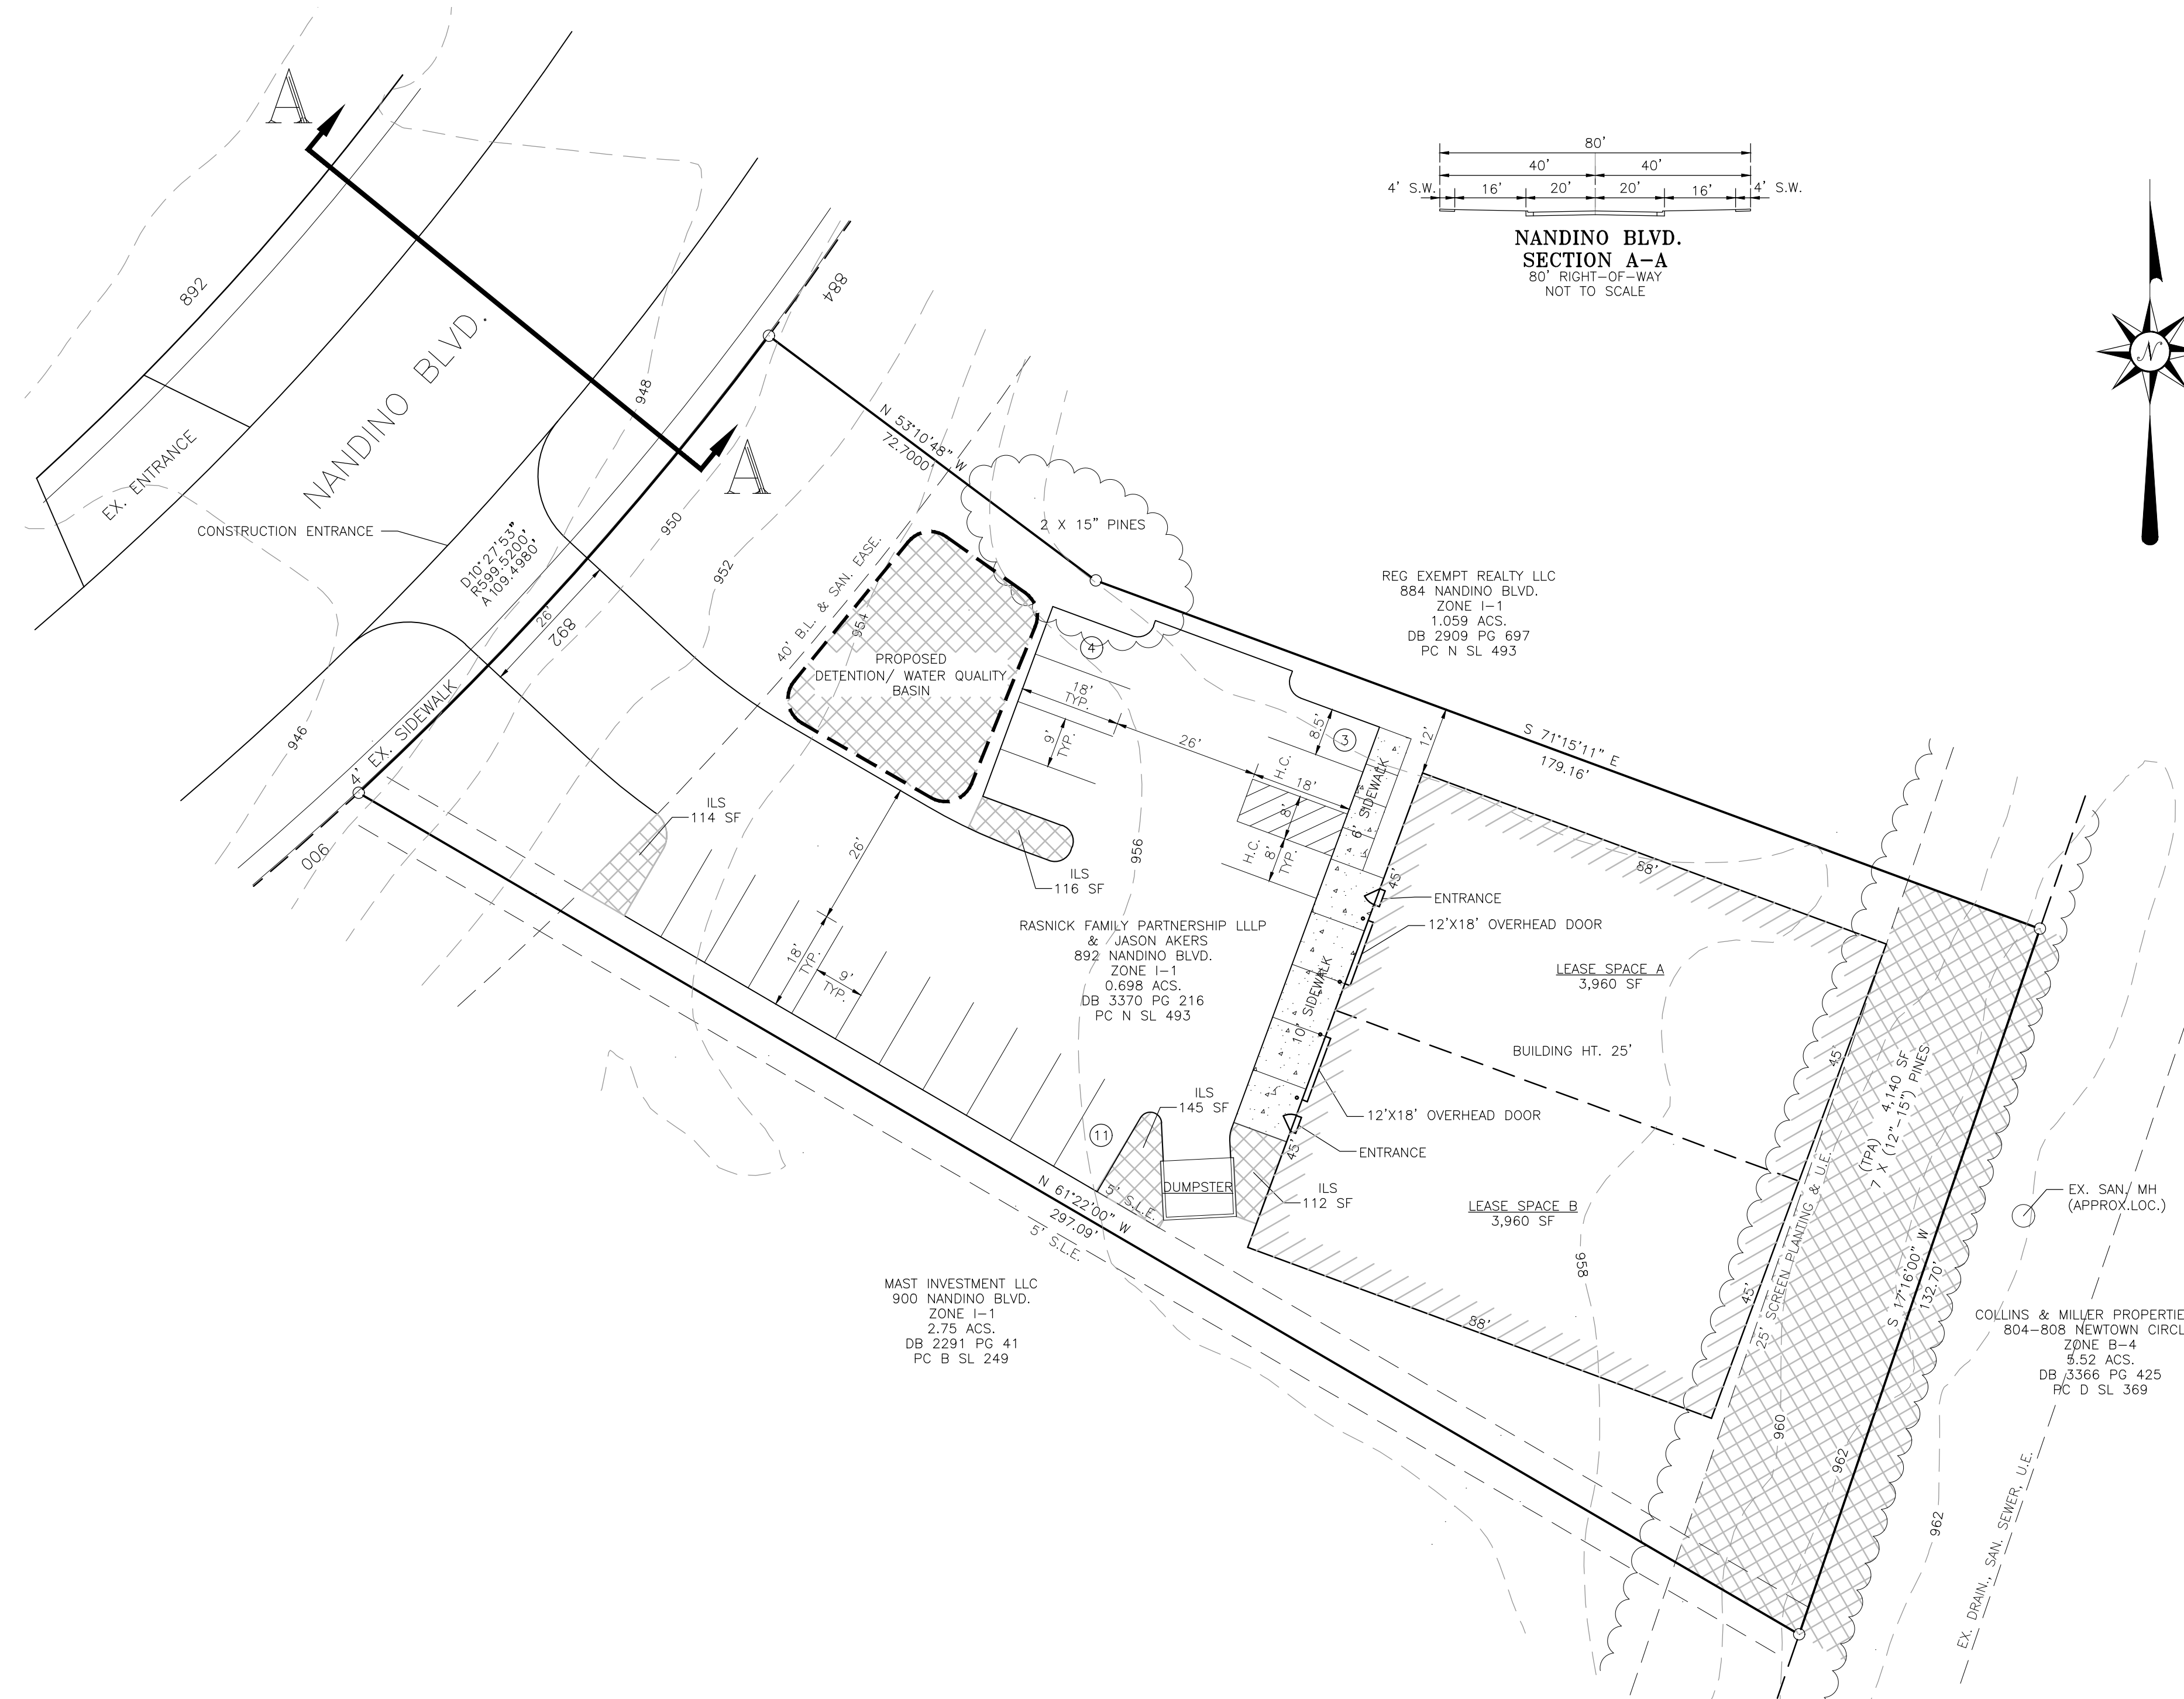 A
892
NANDINO BLVD.
EX. ENTRANCE
CONSTRUCTION ENTRANCE
D10°27'53"
R599.5200'
A109.4980'
26'
892
884
A
948
950
952
954
946
4' EX. SIDEWALK
900
N 53°10'48" W
72.7000'
40' B.L. & SAN. EASE.
2 X 15" PINES
PROPOSED
DETENTION/ WATER QUALITY
BASIN
80'
40' 40'
4' S.W. 16' 20' 20' 16' 4' S.W.
NANDINO BLVD.
SECTION A-A
80' RIGHT-OF-WAY
NOT TO SCALE
N
REG EXEMPT REALTY LLC
884 NANDINO BLVD.
ZONE I-1
1.059 ACS.
DB 2909 PG 697
PC N SL 493
S 71°15'11" E
179.16'
4
18'
TYP.
9'
TYP.
26'
8.5'
3
12'
H.C.
18'
8'
H.C.
8'
TYP.
6' SIDEWALK
ILS
114 SF
ILS
116 SF
26'
956
18'
TYP.
9'
TYP.
RASNICK FAMILY PARTNERSHIP LLLP
& JASON AKERS
892 NANDINO BLVD.
ZONE I-1
0.698 ACS.
DB 3370 PG 216
PC N SL 493
45'
ENTRANCE
12'X18' OVERHEAD DOOR
10' SIDEWALK
88'
LEASE SPACE A
3,960 SF
BUILDING HT. 25'
12'X18' OVERHEAD DOOR
ENTRANCE
45'
ILS
145 SF
11
DUMPSTER
ILS
112 SF
5' S.L.E.
N 61°22'00" W
297.09'
5' S.L.E.
LEASE SPACE B
3,960 SF
88'
45'
45'
958
25' SCREEN PLANTING & U.E.
(TPA) 4,140 SF
7 X (12"-15") PINES
S 17°16'00" W
132.70'
960
962
962
EX. SAN. MH
(APPROX.LOC.)
MAST INVESTMENT LLC
900 NANDINO BLVD.
ZONE I-1
2.75 ACS.
DB 2291 PG 41
PC B SL 249
COLLINS & MILLER PROPERTIE
804-808 NEWTOWN CIRCL
ZONE B-4
5.52 ACS.
DB 3366 PG 425
PC D SL 369
EX. DRAIN., SAN. SEWER, U.E.